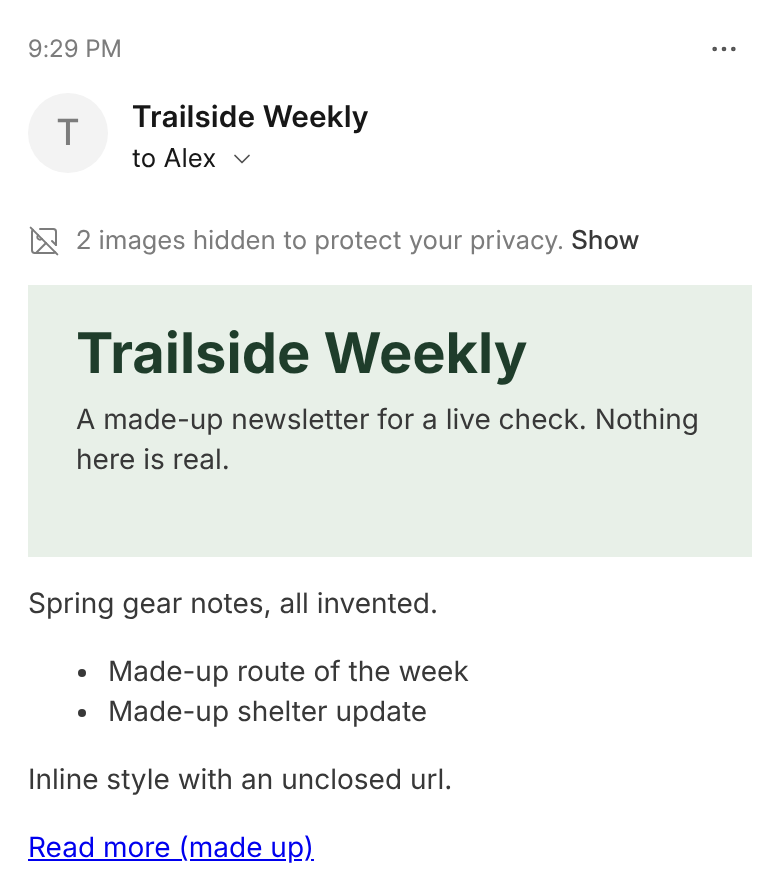 9:29 PM
T
Trailside Weekly
to Alex
2 images hidden to protect your privacy. Show
Trailside Weekly
A made-up newsletter for a live check. Nothing
here is real.
Spring gear notes, all invented.
• Made-up route of the week
• Made-up shelter update
Inline style with an unclosed url.
Read more (made up)